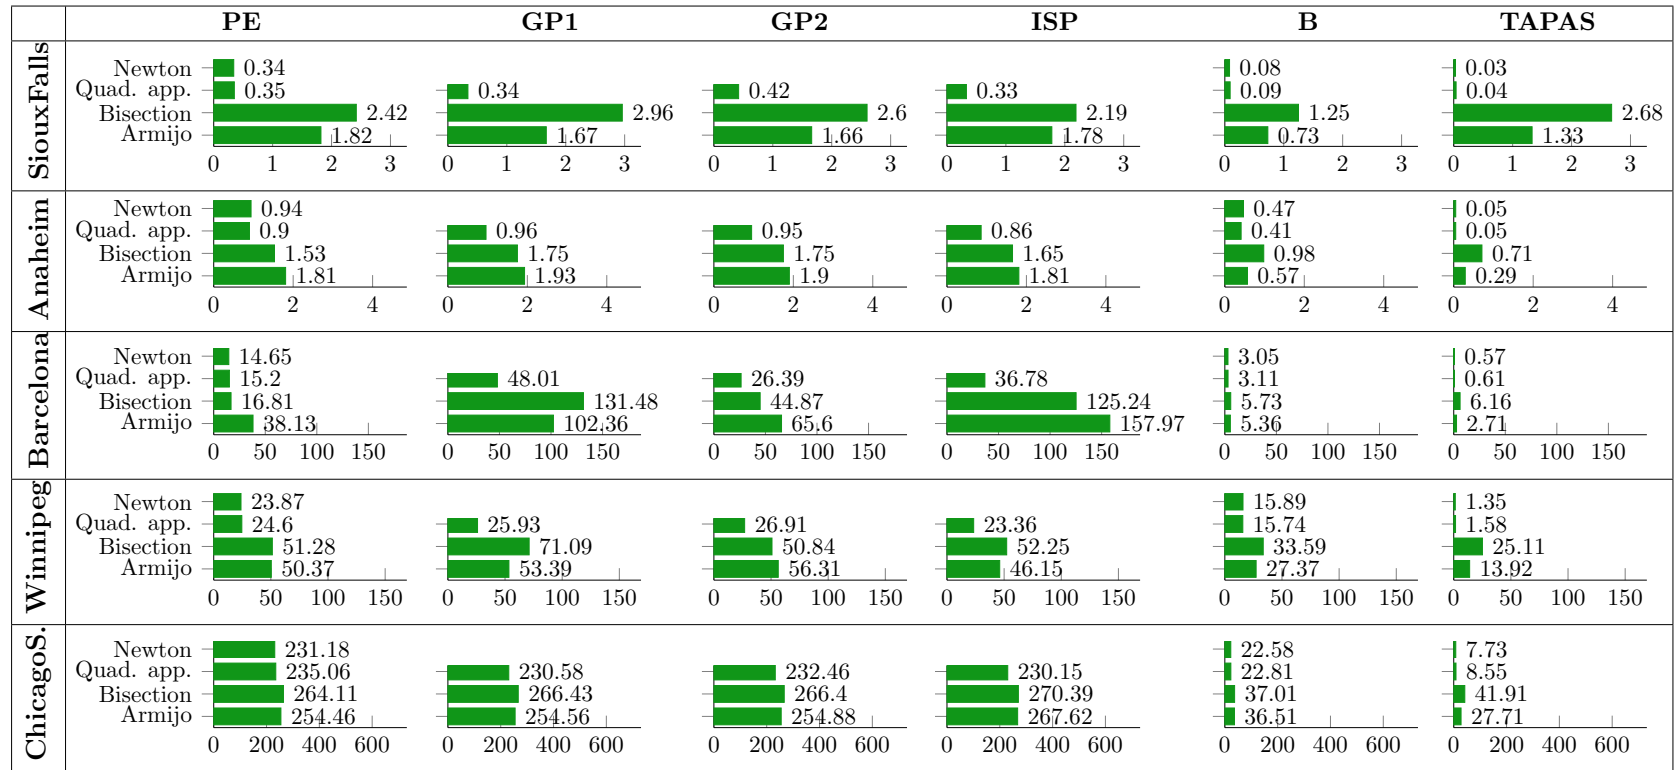 PE GP1 GP2 ISP B TAPAS
SiouxFalls
Newton 0.34 0.08 0.03
Quad. app. 0.35 0.34 0.42 0.33 0.09 0.04
Bisection 2.42 2.96 2.6 2.19 1.25 2.68
Armijo 1.82 1.67 1.66 1.78 0.73 1.33
0 1 2 3 0 1 2 3 0 1 2 3 0 1 2 3 0 1 2 3 0 1 2 3
Anaheim
Newton 0.94 0.47 0.05
Quad. app. 0.9 0.96 0.95 0.86 0.41 0.05
Bisection 1.53 1.75 1.75 1.65 0.98 0.71
Armijo 1.81 1.93 1.9 1.81 0.57 0.29
0 2 4 0 2 4 0 2 4 0 2 4 0 2 4 0 2 4
Barcelona
Newton 14.65 3.05 0.57
Quad. app. 15.2 48.01 26.39 36.78 3.11 0.61
Bisection 16.81 131.48 44.87 125.24 5.73 6.16
Armijo 38.13 102.36 65.6 157.97 5.36 2.71
0 50 100 150 0 50 100 150 0 50 100 150 0 50 100 150 0 50 100 150 0 50 100 150
Winnipeg
Newton 23.87 15.89 1.35
Quad. app. 24.6 25.93 26.91 23.36 15.74 1.58
Bisection 51.28 71.09 50.84 52.25 33.59 25.11
Armijo 50.37 53.39 56.31 46.15 27.37 13.92
0 50 100 150 0 50 100 150 0 50 100 150 0 50 100 150 0 50 100 150 0 50 100 150
ChicagoS.
Newton 231.18 22.58 7.73
Quad. app. 235.06 230.58 232.46 230.15 22.81 8.55
Bisection 264.11 266.43 266.4 270.39 37.01 41.91
Armijo 254.46 254.56 254.88 267.62 36.51 27.71
0 200 400 600 0 200 400 600 0 200 400 600 0 200 400 600 0 200 400 600 0 200 400 600